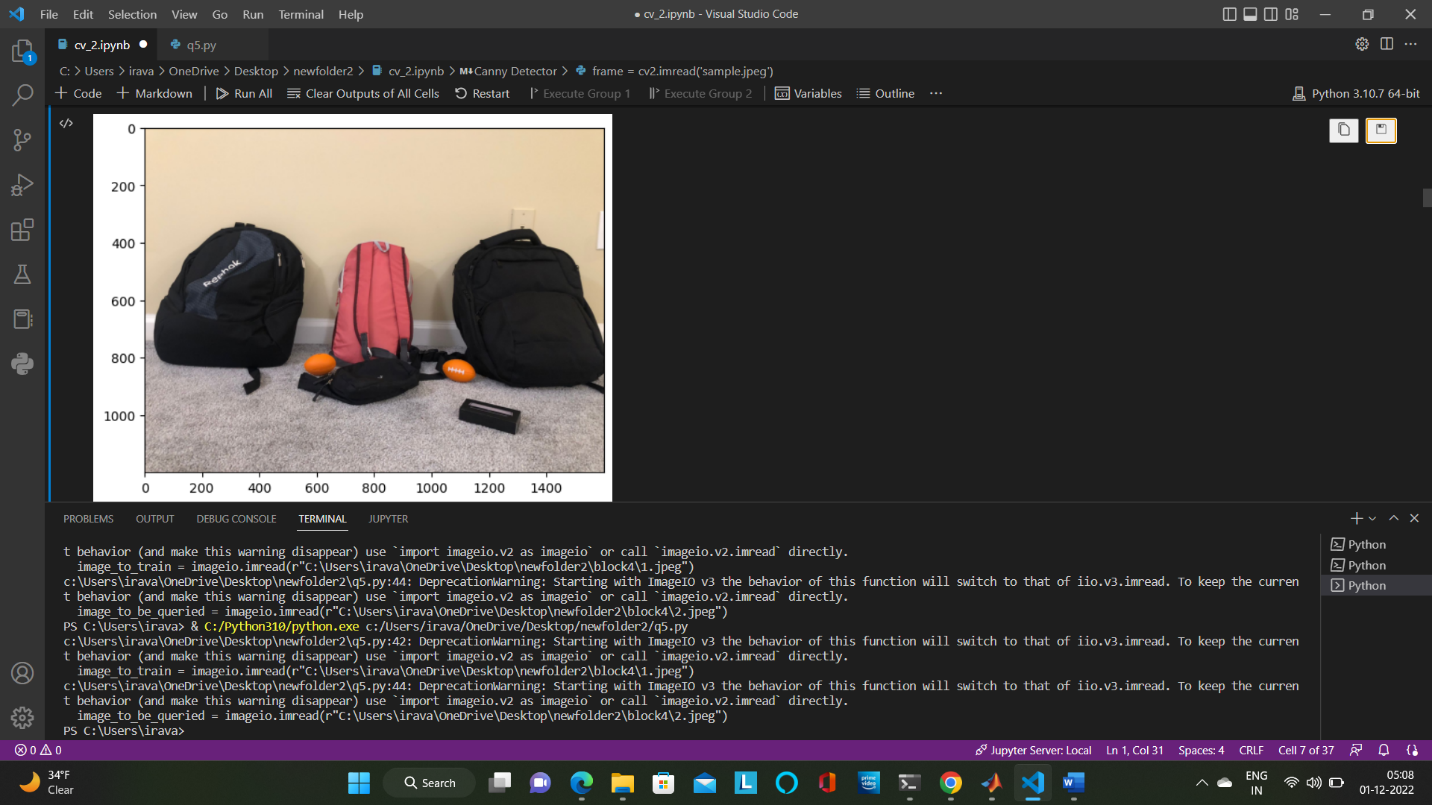 File Edit Selection View Go Run Terminal Help
● cv_2.ipynb - Visual Studio Code
cv_2.ipynb ●
q5.py
C: > Users > irava > OneDrive > Desktop > newfolder2 > cv_2.ipynb > M↓Canny Detector > frame = cv2.imread('sample.jpeg')
+ Code + Markdown | Run All Clear Outputs of All Cells Restart Execute Group 1 Execute Group 2 | Variables Outline ...
Python 3.10.7 64-bit
0
200
400
600
800
1000
Reebok
0 200 400 600 800 1000 1200 1400
PROBLEMS OUTPUT DEBUG CONSOLE TERMINAL JUPYTER
t behavior (and make this warning disappear) use `import imageio.v2 as imageio` or call `imageio.v2.imread` directly.
image_to_train = imageio.imread(r"C:\Users\irava\OneDrive\Desktop\newfolder2\block4\1.jpeg")
c:\Users\irava\OneDrive\Desktop\newfolder2\q5.py:44: DeprecationWarning: Starting with ImageIO v3 the behavior of this function will switch to that of iio.v3.imread. To keep the curren
t behavior (and make this warning disappear) use `import imageio.v2 as imageio` or call `imageio.v2.imread` directly.
image_to_be_queried = imageio.imread(r"C:\Users\irava\OneDrive\Desktop\newfolder2\block4\2.jpeg")
PS C:\Users\irava> & C:/Python310/python.exe c:/Users/irava/OneDrive/Desktop/newfolder2/q5.py
c:\Users\irava\OneDrive\Desktop\newfolder2\q5.py:42: DeprecationWarning: Starting with ImageIO v3 the behavior of this function will switch to that of iio.v3.imread. To keep the curren
t behavior (and make this warning disappear) use `import imageio.v2 as imageio` or call `imageio.v2.imread` directly.
image_to_train = imageio.imread(r"C:\Users\irava\OneDrive\Desktop\newfolder2\block4\1.jpeg")
c:\Users\irava\OneDrive\Desktop\newfolder2\q5.py:44: DeprecationWarning: Starting with ImageIO v3 the behavior of this function will switch to that of iio.v3.imread. To keep the curren
t behavior (and make this warning disappear) use `import imageio.v2 as imageio` or call `imageio.v2.imread` directly.
image_to_be_queried = imageio.imread(r"C:\Users\irava\OneDrive\Desktop\newfolder2\block4\2.jpeg")
PS C:\Users\irava>
Python
Python
Python
0 0
Jupyter Server: Local Ln 1, Col 31 Spaces: 4 CRLF Cell 7 of 37
34°F
Clear
Search
prime video
ENG
IN
05:08
01-12-2022